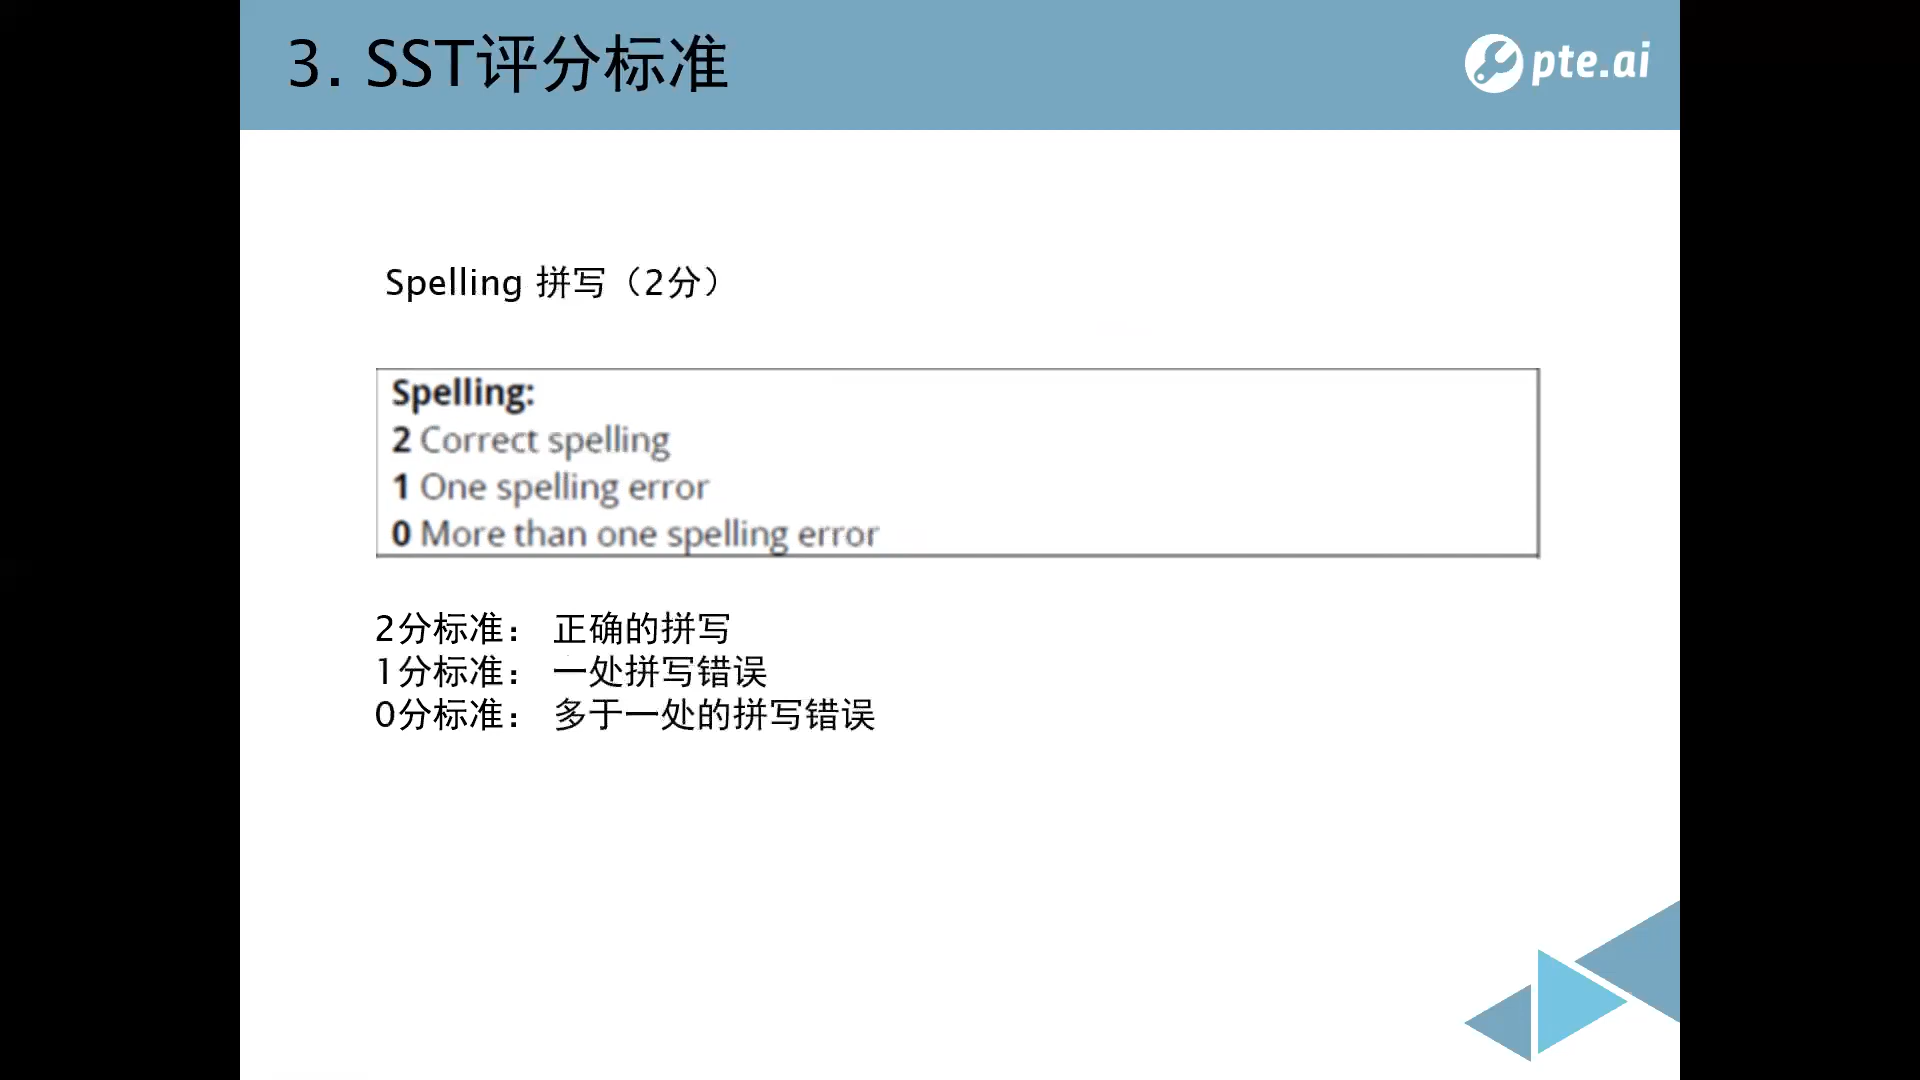 3. SST评分标准
pte.ai
Spelling 拼写（2分）
Spelling:
2 Correct spelling
1 One spelling error
0 More than one spelling error
2分标准： 正确的拼写
1分标准： 一处拼写错误
0分标准： 多于一处的拼写错误